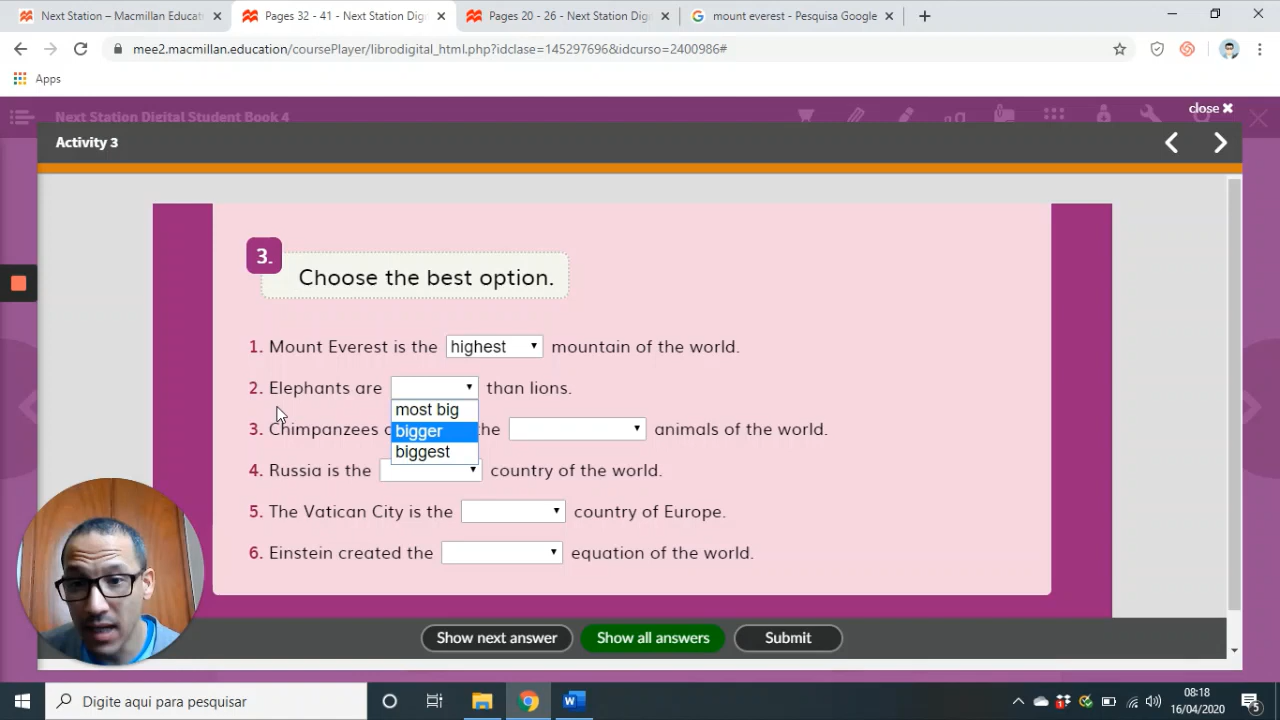 Next Station – Macmillan Educat
Pages 32 - 41 - Next Station Digit
Pages 20 - 26 - Next Station Digit
mount everest - Pesquisa Google
mee2.macmillan.education/coursePlayer/librodigital_html.php?idclase=145297696&idcurso=2400986#
Apps
close ✖
Next Station Digital Student Book 4
Activity 3
3.
Choose the best option.
1. Mount Everest is the highest mountain of the world.
2. Elephants are than lions.
most big
bigger
biggest
3. Chimpanzees the animals of the world.
4. Russia is the country of the world.
5. The Vatican City is the country of Europe.
6. Einstein created the equation of the world.
Show next answer
Show all answers
Submit
Digite aqui para pesquisar
08:18
16/04/2020
5